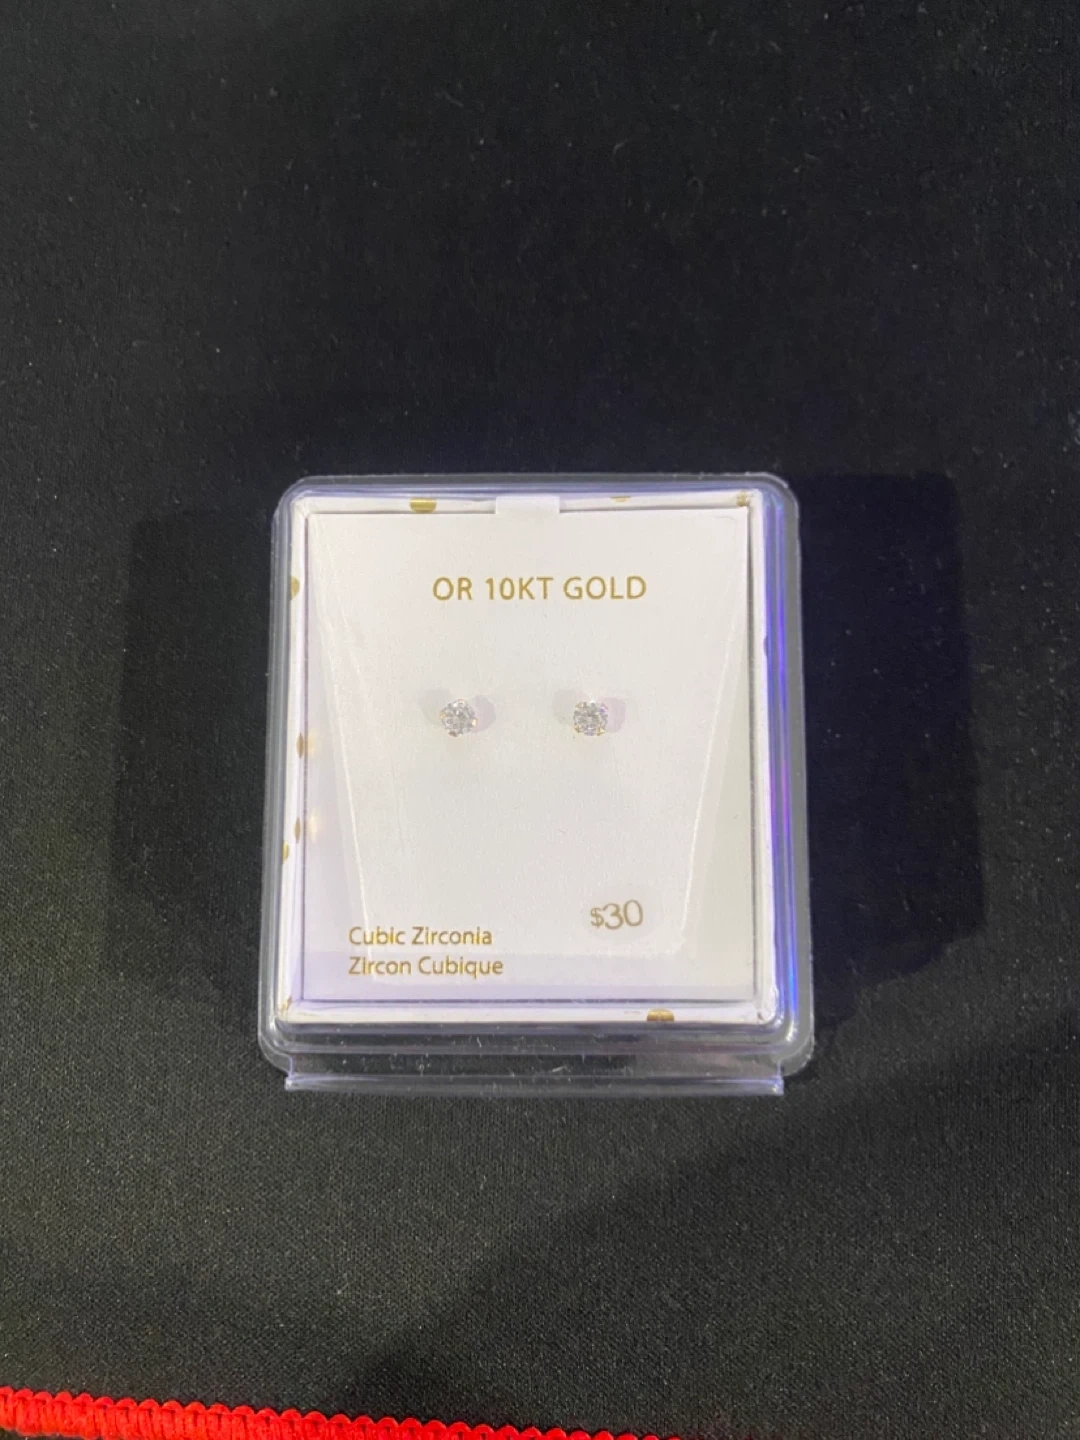 OR 10KT GOLD
$30
Cubic Zirconia
Zircon Cubique